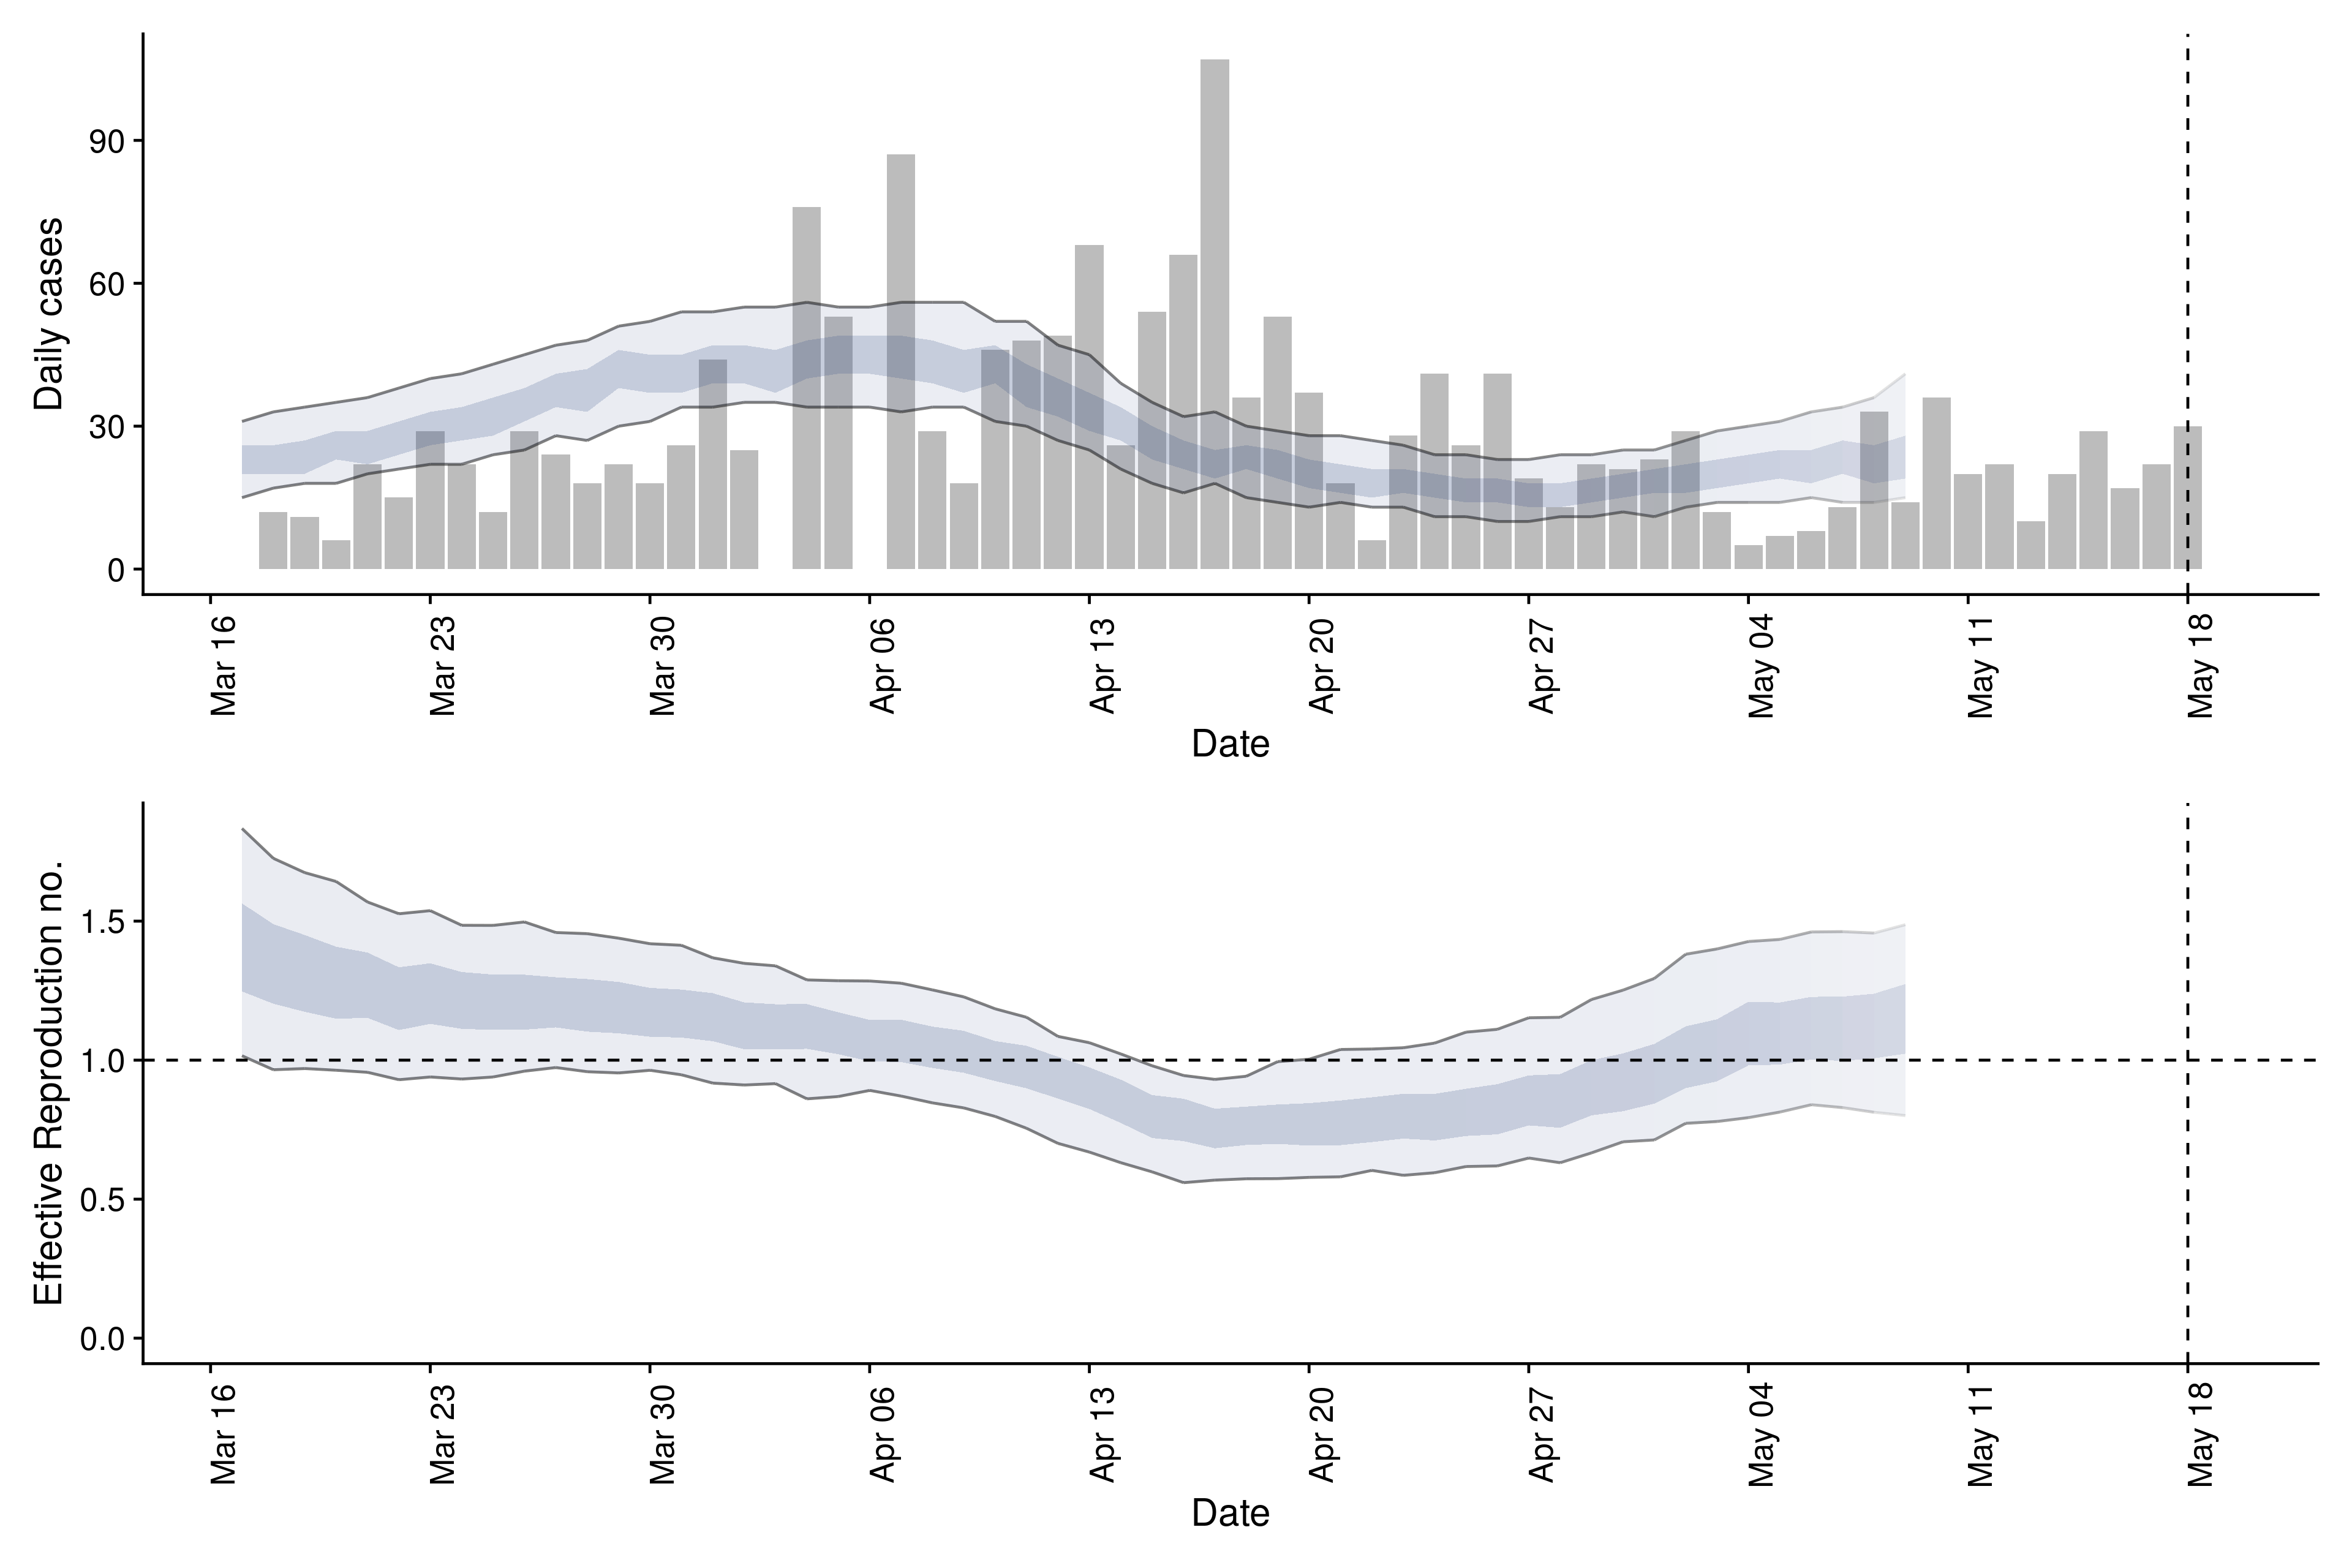 Daily cases
90
60
30
0
Mar 16
Mar 23
Mar 30
Apr 06
Apr 13
Apr 20
Apr 27
May 04
May 11
May 18
Date
Effective Reproduction no.
1.5
1.0
0.5
0.0
Mar 16
Mar 23
Mar 30
Apr 06
Apr 13
Apr 20
Apr 27
May 04
May 11
May 18
Date